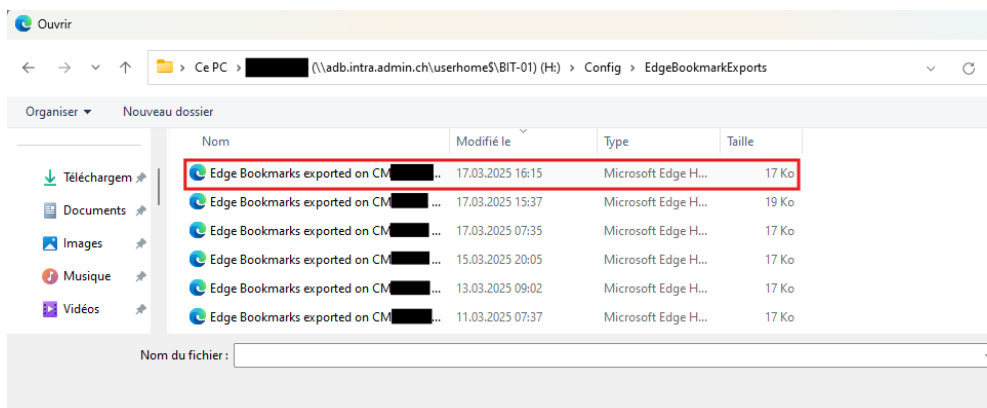 Ouvrir
Ce PC > (\\adb.intra.admin.ch\userhome$\BIT-01) (H:) > Config > EdgeBookmarkExports
Organiser Nouveau dossier
Nom Modifié le Type Taille
Téléchargem Edge Bookmarks exported on CM ... 17.03.2025 16:15 Microsoft Edge H... 17 Ko
Documents Edge Bookmarks exported on CM ... 17.03.2025 15:37 Microsoft Edge H... 19 Ko
Images Edge Bookmarks exported on CM ... 17.03.2025 07:35 Microsoft Edge H... 17 Ko
Edge Bookmarks exported on CM ... 15.03.2025 20:05 Microsoft Edge H... 17 Ko
Musique Edge Bookmarks exported on CM ... 13.03.2025 09:02 Microsoft Edge H... 17 Ko
Vidéos Edge Bookmarks exported on CM ... 11.03.2025 07:37 Microsoft Edge H... 17 Ko
Nom du fichier :